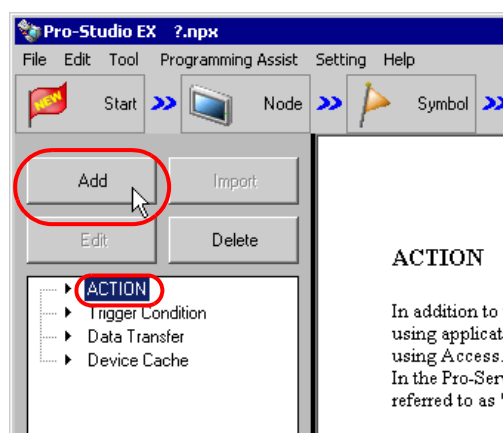 Pro-Studio EX ?.npx
File Edit Tool Programming Assist Setting Help
NEW Start Node Symbol
Add Import
Edit Delete
ACTION
Trigger Condition
Data Transfer
Device Cache
ACTION
In addition to
using applicat
using Access.
In the Pro-Ser
referred to as '